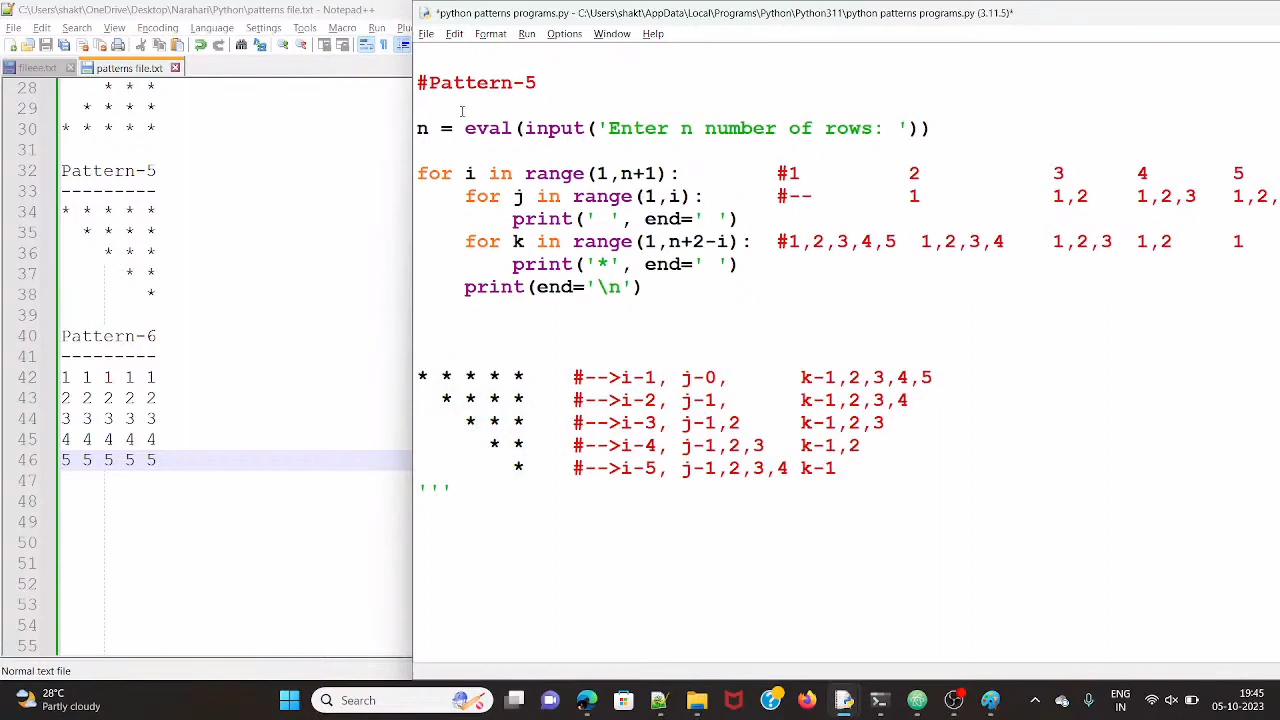 C:\Users\shakt\OneDrive\Desktop\Narahari\Python\patterns file.txt - Notepad++
File Edit Search View Encoding Language Settings Tools Macro Run Plu
fileee.txt patterns file.txt
28 * * *
29 * * * *
30 * * * * *
31
32 Pattern-5
33 ---------
34 * * * * *
35 * * * *
36 * * *
37 * *
38 *
39
40 Pattern-6
41 ---------
42 1 1 1 1 1
43 2 2 2 2 2
44 3 3 3 3 3
45 4 4 4 4 4
46 5 5 5 5 5
47
48
49
50
51
52
53
54
55
Normal text file
*python patterns programs.py - C:\Users\shakt\AppData\Local\Programs\Python\Python311\python patterns programs.py (3.11.5)*
File Edit Format Run Options Window Help
#Pattern-5
n = eval(input('Enter n number of rows: '))
for i in range(1,n+1): #1 2 3 4 5
for j in range(1,i): #-- 1 1,2 1,2,3 1,2,
print(' ', end=' ')
for k in range(1,n+2-i): #1,2,3,4,5 1,2,3,4 1,2,3 1,2 1
print('*', end=' ')
print(end='\n')
* * * * * #-->i-1, j-0, k-1,2,3,4,5
* * * * #-->i-2, j-1, k-1,2,3,4
* * * #-->i-3, j-1,2 k-1,2,3
* * #-->i-4, j-1,2,3 k-1,2
* #-->i-5, j-1,2,3,4 k-1
'''
28°C
Partly cloudy
Search
ENG
IN
19:45
05-10-2023